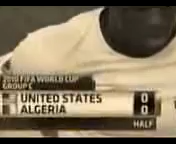 2010 FIFA WORLD CUP
GROUP C
UNITED STATES 0
ALGERIA 0
HALF